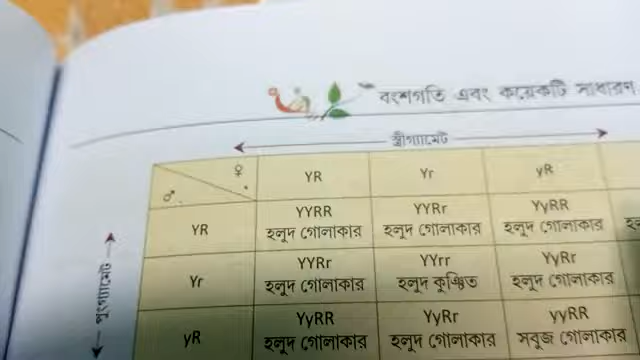 বংশগতি এবং কয়েকটি সাধারণ
স্ত্রীগ্যামেট
♀ ♂ YR Yr yR
পুংগ্যামেট
YR YYRR YYRr YyRR
হলুদ গোলাকার হলুদ গোলাকার হলুদ গোলাকার
Yr YYRr YYrr YyRr
হলুদ গোলাকার হলুদ কুঞ্চিত হলুদ গোলাকার
yR YyRR YyRr yyRR
হলুদ গোলাকার হলুদ গোলাকার সবুজ গোলাকার